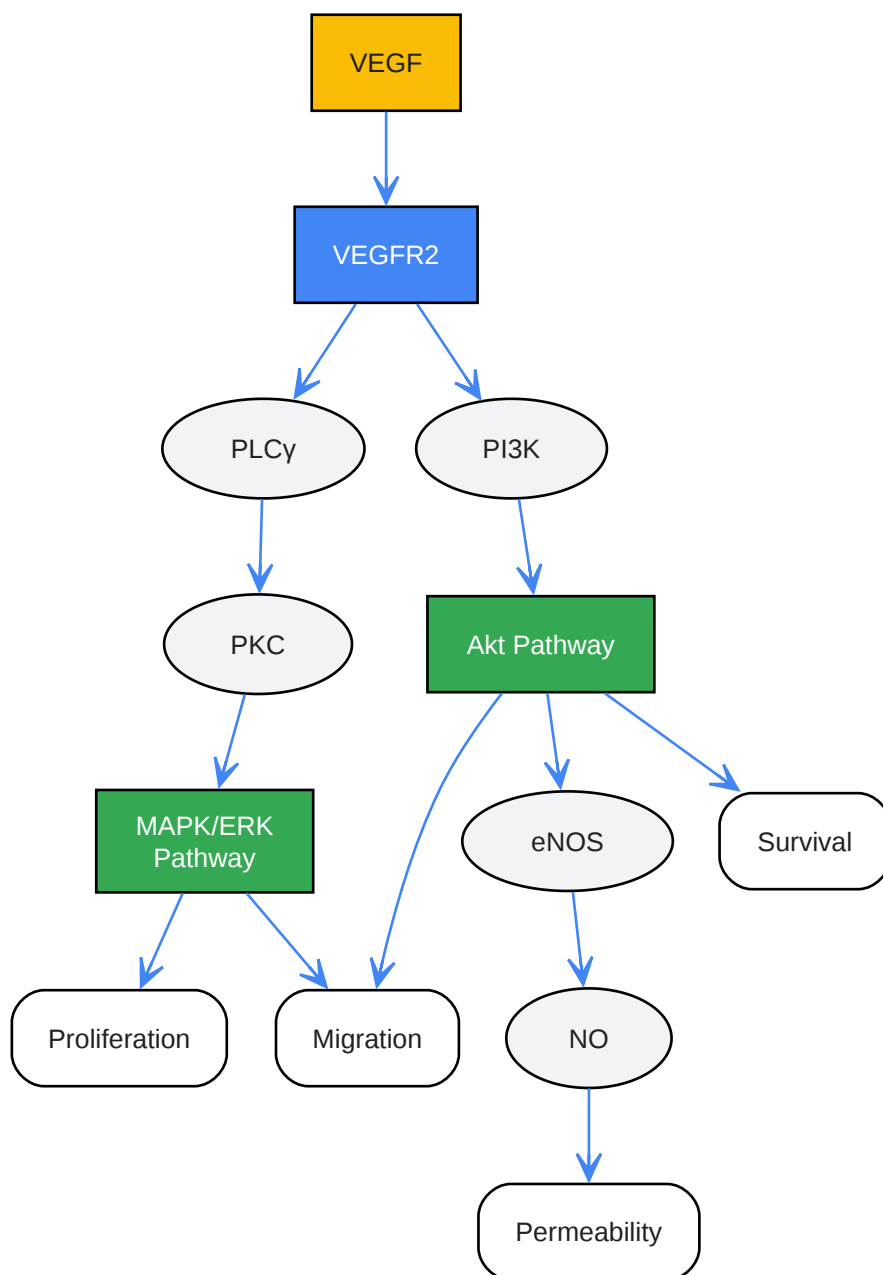 VEGF
VEGFR2
PLCγ
PI3K
PKC
Akt Pathway
MAPK/ERK
Pathway
eNOS
Survival
Proliferation
Migration
NO
Permeability